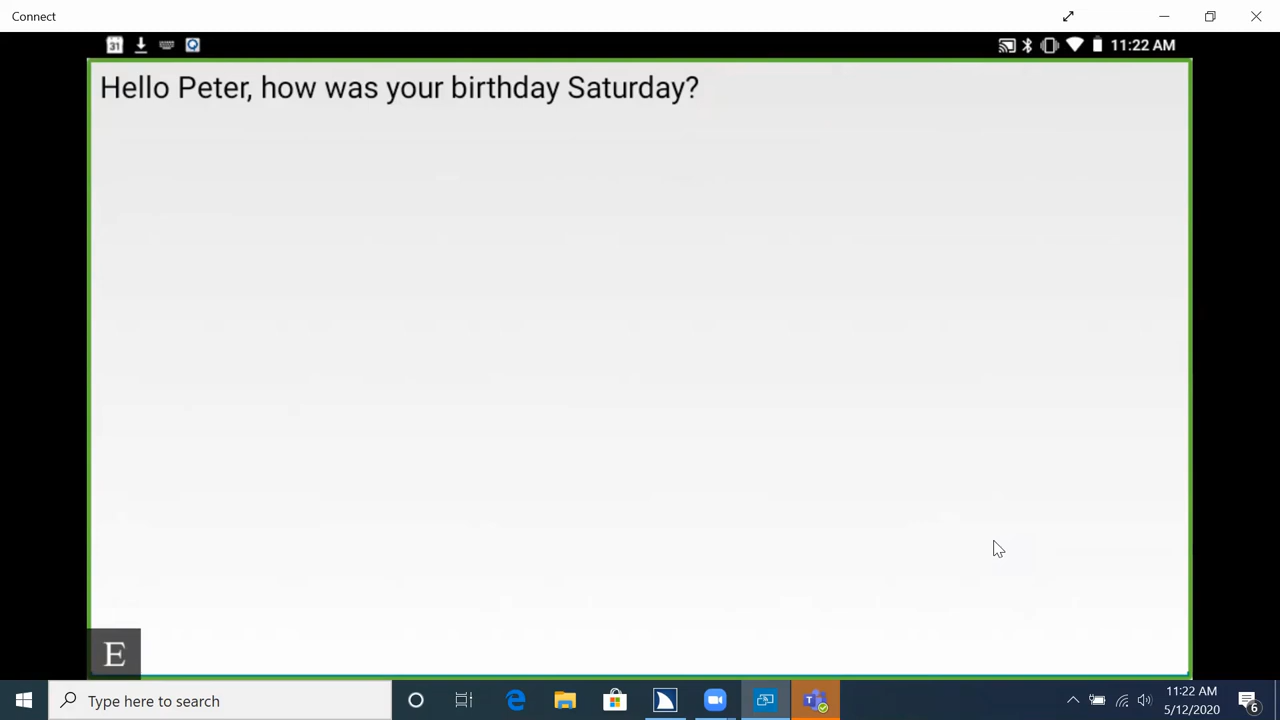 Connect
31
11:22 AM
Hello Peter, how was your birthday Saturday?
E
Type here to search
T
11:22 AM
5/12/2020
6